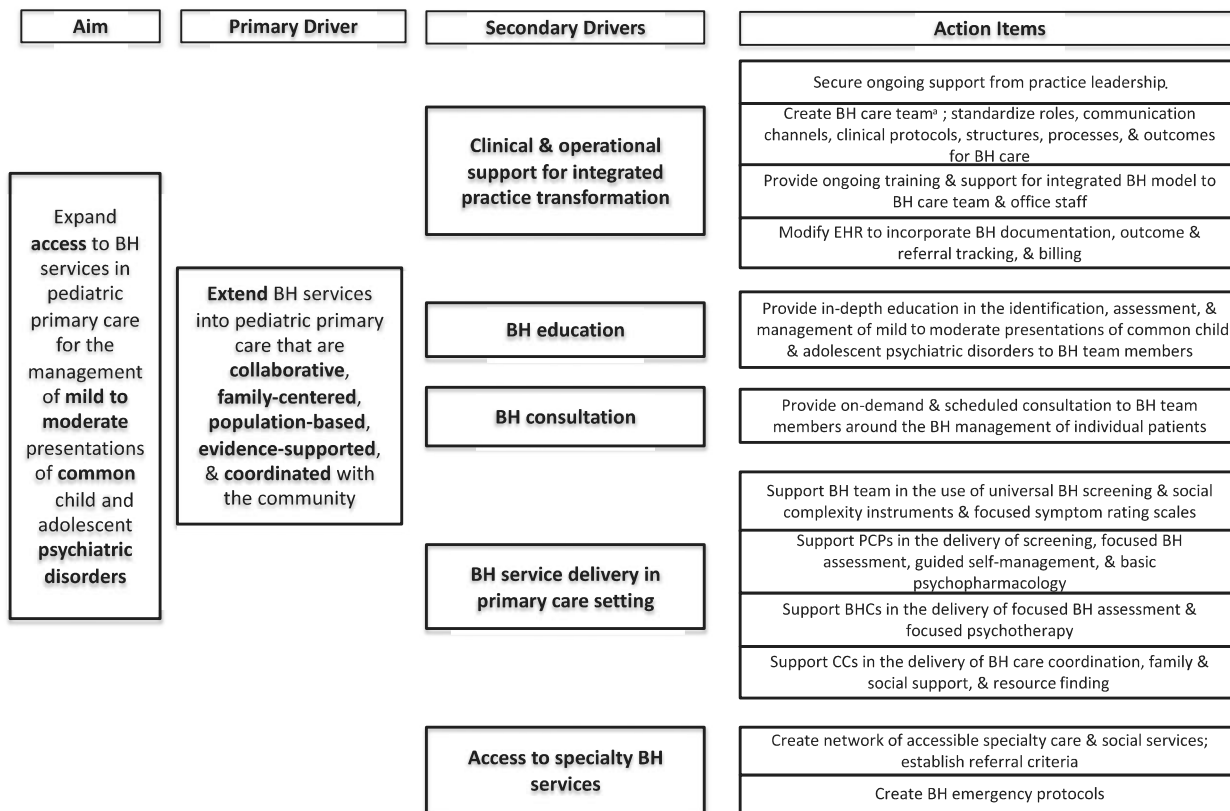 Aim
Primary Driver
Secondary Drivers
Action Items
Expand
access to BH
services in
pediatric
primary care
for the
management
of mild to
moderate
presentations
of common
child and
adolescent
psychiatric
disorders
Extend BH services
into pediatric primary
care that are
collaborative,
family-centered,
population-based,
evidence-supported,
& coordinated with
the community
Clinical & operational
support for integrated
practice transformation
Secure ongoing support from practice leadership.
Create BH care teamᵃ ; standardize roles, communication
channels, clinical protocols, structures, processes, & outcomes
for BH care
Provide ongoing training & support for integrated BH model to
BH care team & office staff
Modify EHR to incorporate BH documentation, outcome &
referral tracking, & billing
BH education
Provide in-depth education in the identification, assessment, &
management of mild to moderate presentations of common child
& adolescent psychiatric disorders to BH team members
BH consultation
Provide on-demand & scheduled consultation to BH team
members around the BH management of individual patients
BH service delivery in
primary care setting
Support BH team in the use of universal BH screening & social
complexity instruments & focused symptom rating scales
Support PCPs in the delivery of screening, focused BH
assessment, guided self-management, & basic
psychopharmacology
Support BHCs in the delivery of focused BH assessment &
focused psychotherapy
Support CCs in the delivery of BH care coordination, family &
social support, & resource finding
Access to specialty BH
services
Create network of accessible specialty care & social services;
establish referral criteria
Create BH emergency protocols